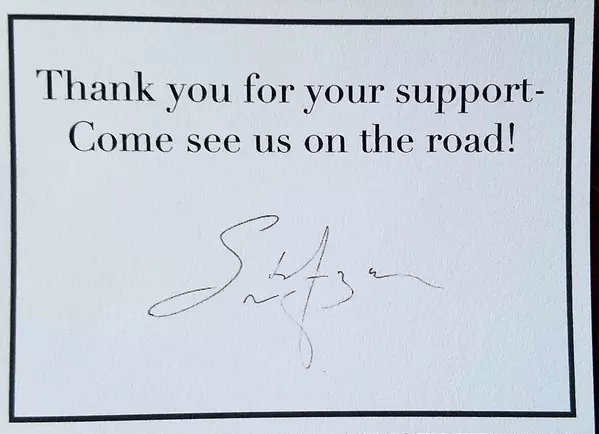 Thank you for your support-
Come see us on the road!